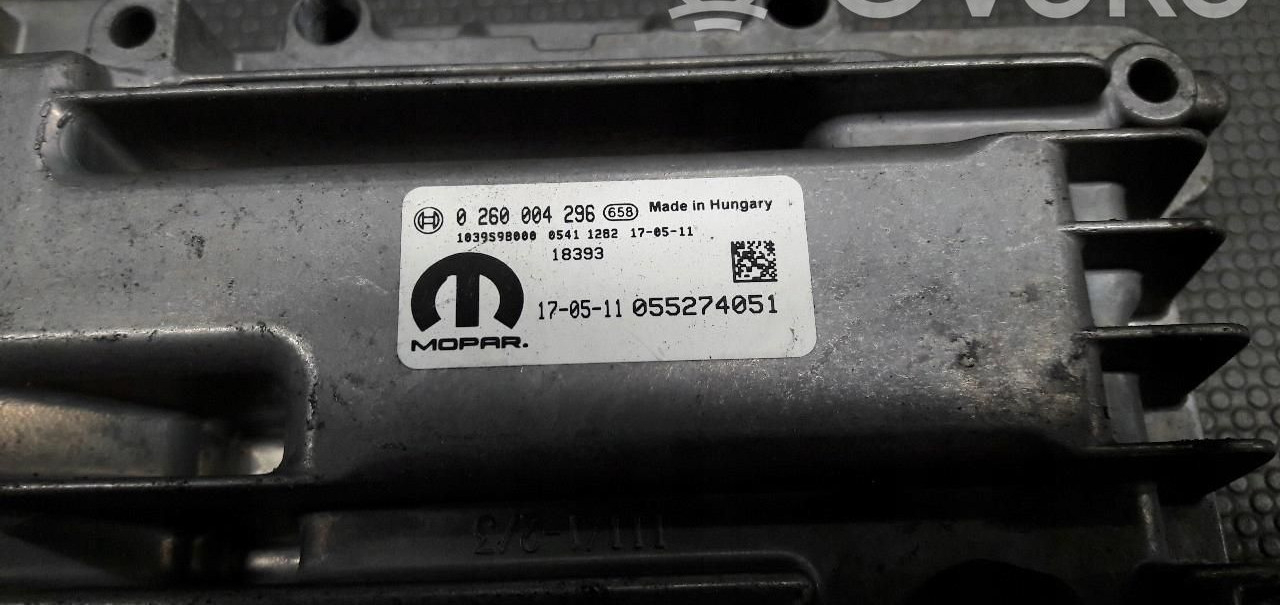 OVOKO
0 260 004 296 658 Made in Hungary
1039S98000 0541 1282 17-05-11
18393
17-05-11 055274051
MOPAR.